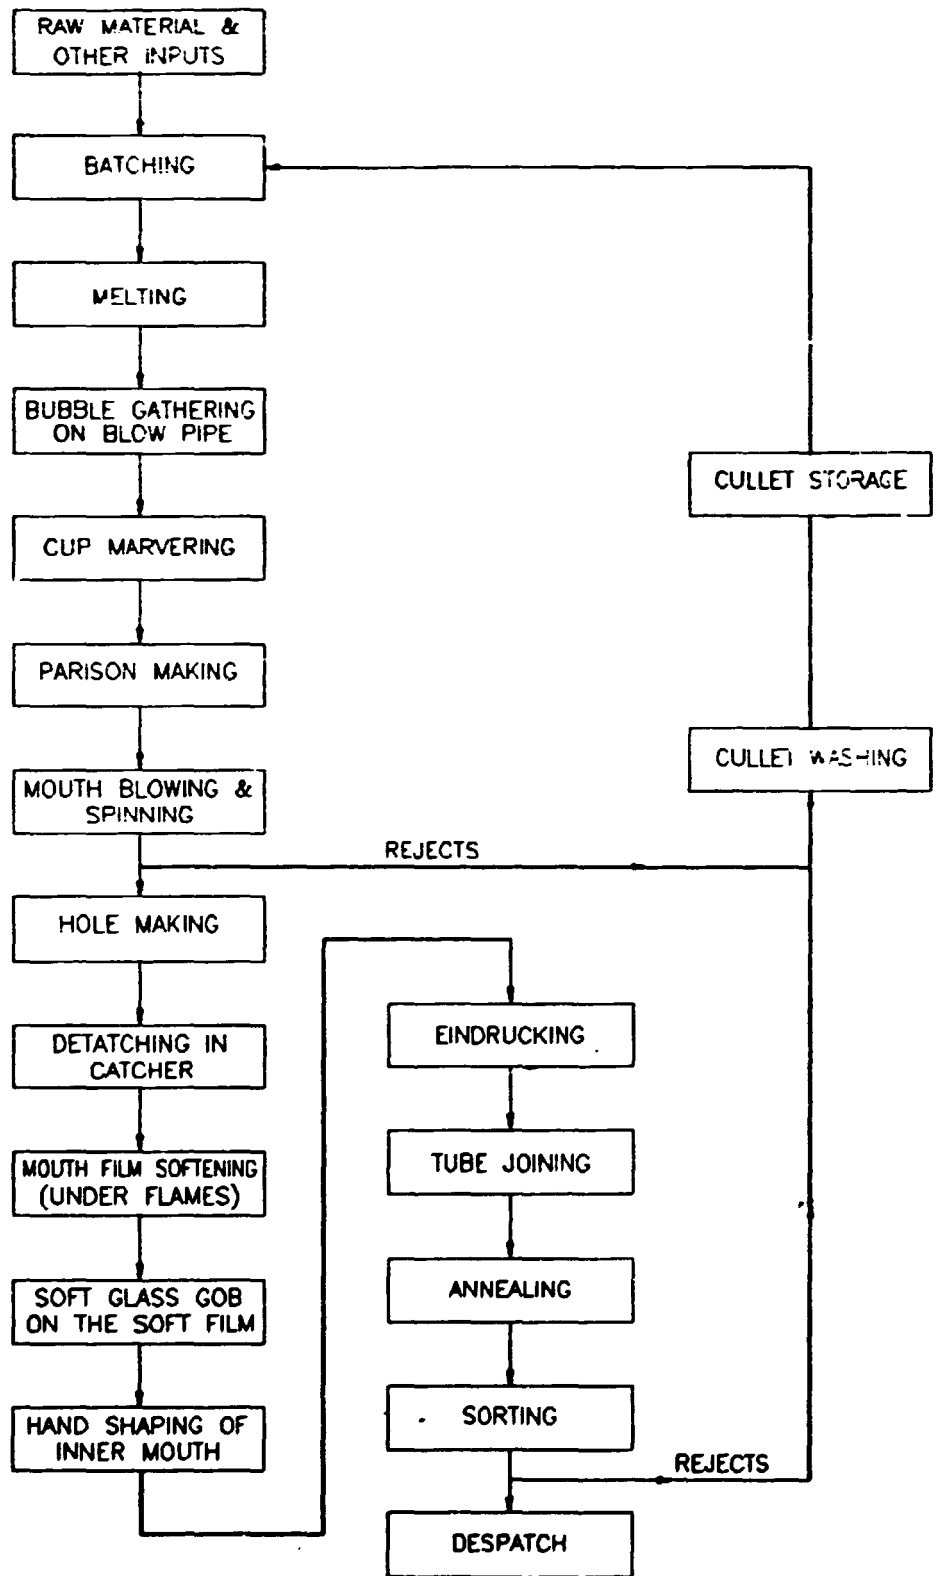 RAW MATERIAL &
OTHER INPUTS
BATCHING
MELTING
BUBBLE GATHERING
ON BLOW PIPE
CUP MARVERING
PARISON MAKING
MOUTH BLOWING &
SPINNING
REJECTS
HOLE MAKING
DETATCHING IN
CATCHER
MOUTH FILM SOFTENING
(UNDER FLAMES)
SOFT GLASS GOB
ON THE SOFT FILM
HAND SHAPING OF
INNER MOUTH
EINDRUCKING
TUBE JOINING
ANNEALING
SORTING
REJECTS
DESPATCH
CULLET STORAGE
CULLET WASHING